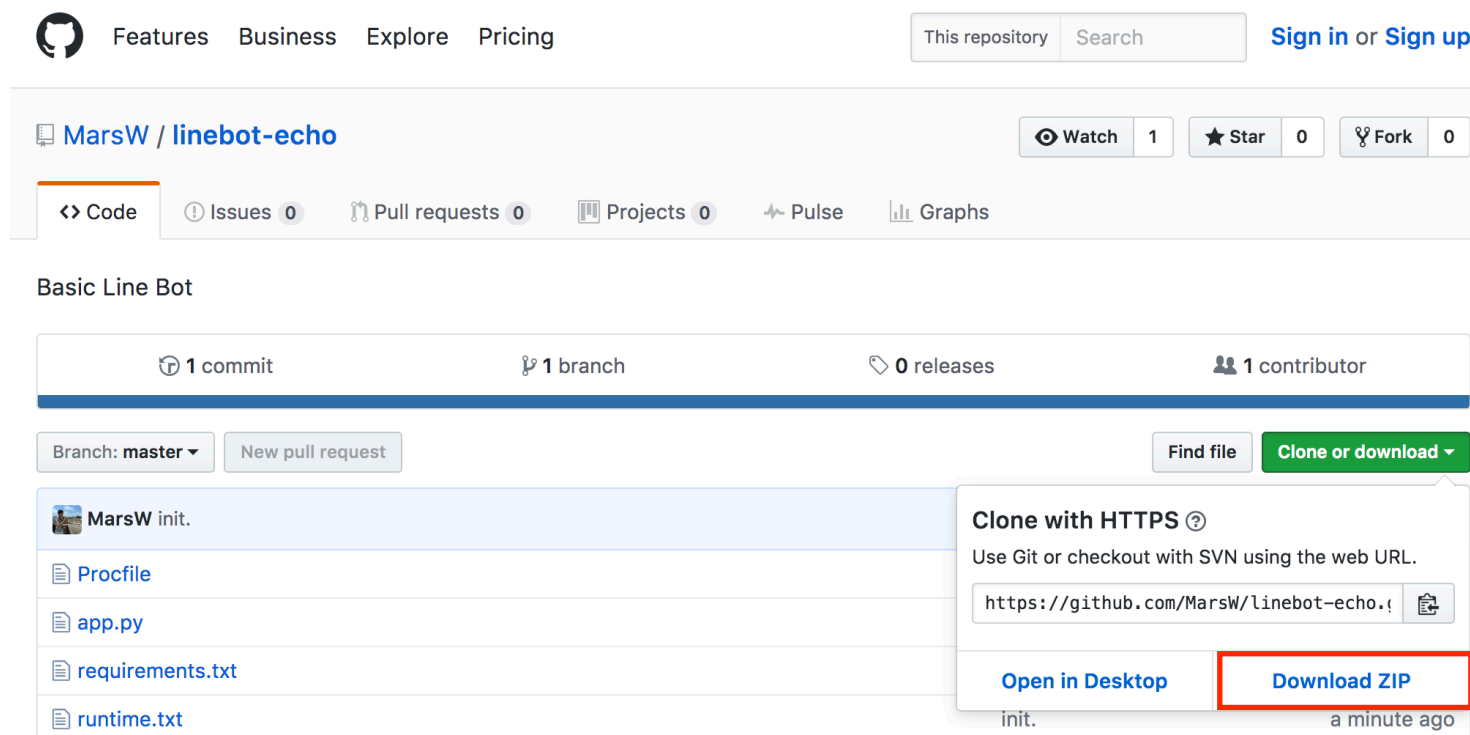 Features Business Explore Pricing This repository Search Sign in or Sign up
MarsW / linebot-echo Watch 1 Star 0 Fork 0
Code Issues 0 Pull requests 0 Projects 0 Pulse Graphs
Basic Line Bot
1 commit 1 branch 0 releases 1 contributor
Branch: master New pull request Find file Clone or download
MarsW init.
Procfile
app.py
requirements.txt
runtime.txt
Clone with HTTPS ?
Use Git or checkout with SVN using the web URL.
https://github.com/MarsW/linebot-echo.g
Open in Desktop Download ZIP
init. a minute ago